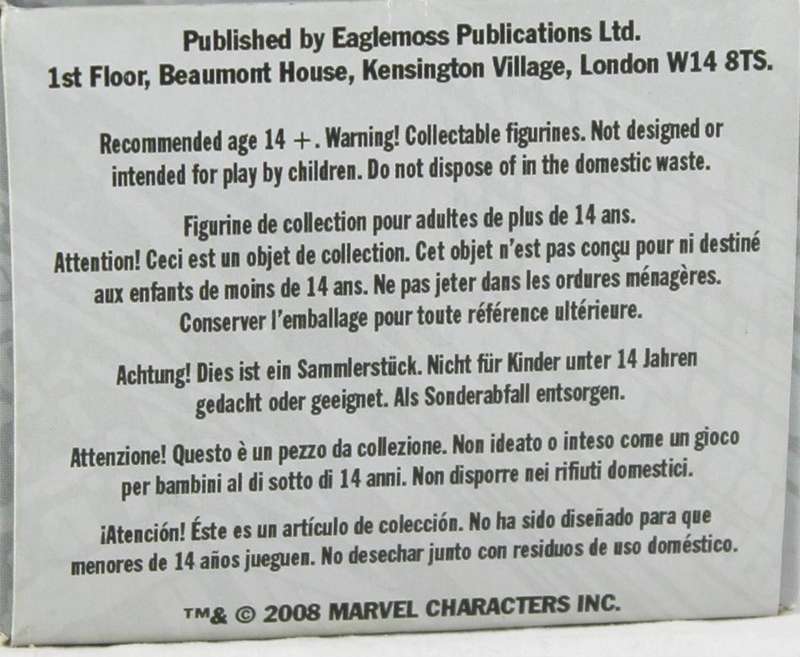 Published by Eaglemoss Publications Ltd.
1st Floor, Beaumont House, Kensington Village, London W14 8TS.
Recommended age 14 +. Warning! Collectable figurines. Not designed or
intended for play by children. Do not dispose of in the domestic waste.
Figurine de collection pour adultes de plus de 14 ans.
Attention! Ceci est un objet de collection. Cet objet n'est pas conçu pour ni destiné
aux enfants de moins de 14 ans. Ne pas jeter dans les ordures ménagères.
Conserver l'emballage pour toute référence ultérieure.
Achtung! Dies ist ein Sammlerstück. Nicht für Kinder unter 14 Jahren
gedacht oder geeignet. Als Sonderabfall entsorgen.
Attenzione! Questo è un pezzo da collezione. Non ideato o inteso come un gioco
per bambini al di sotto di 14 anni. Non disporre nei rifiuti domestici.
¡Atención! Éste es un artículo de colección. No ha sido diseñado para que
menores de 14 años jueguen. No desechar junto con residuos de uso doméstico.
TM& © 2008 MARVEL CHARACTERS INC.